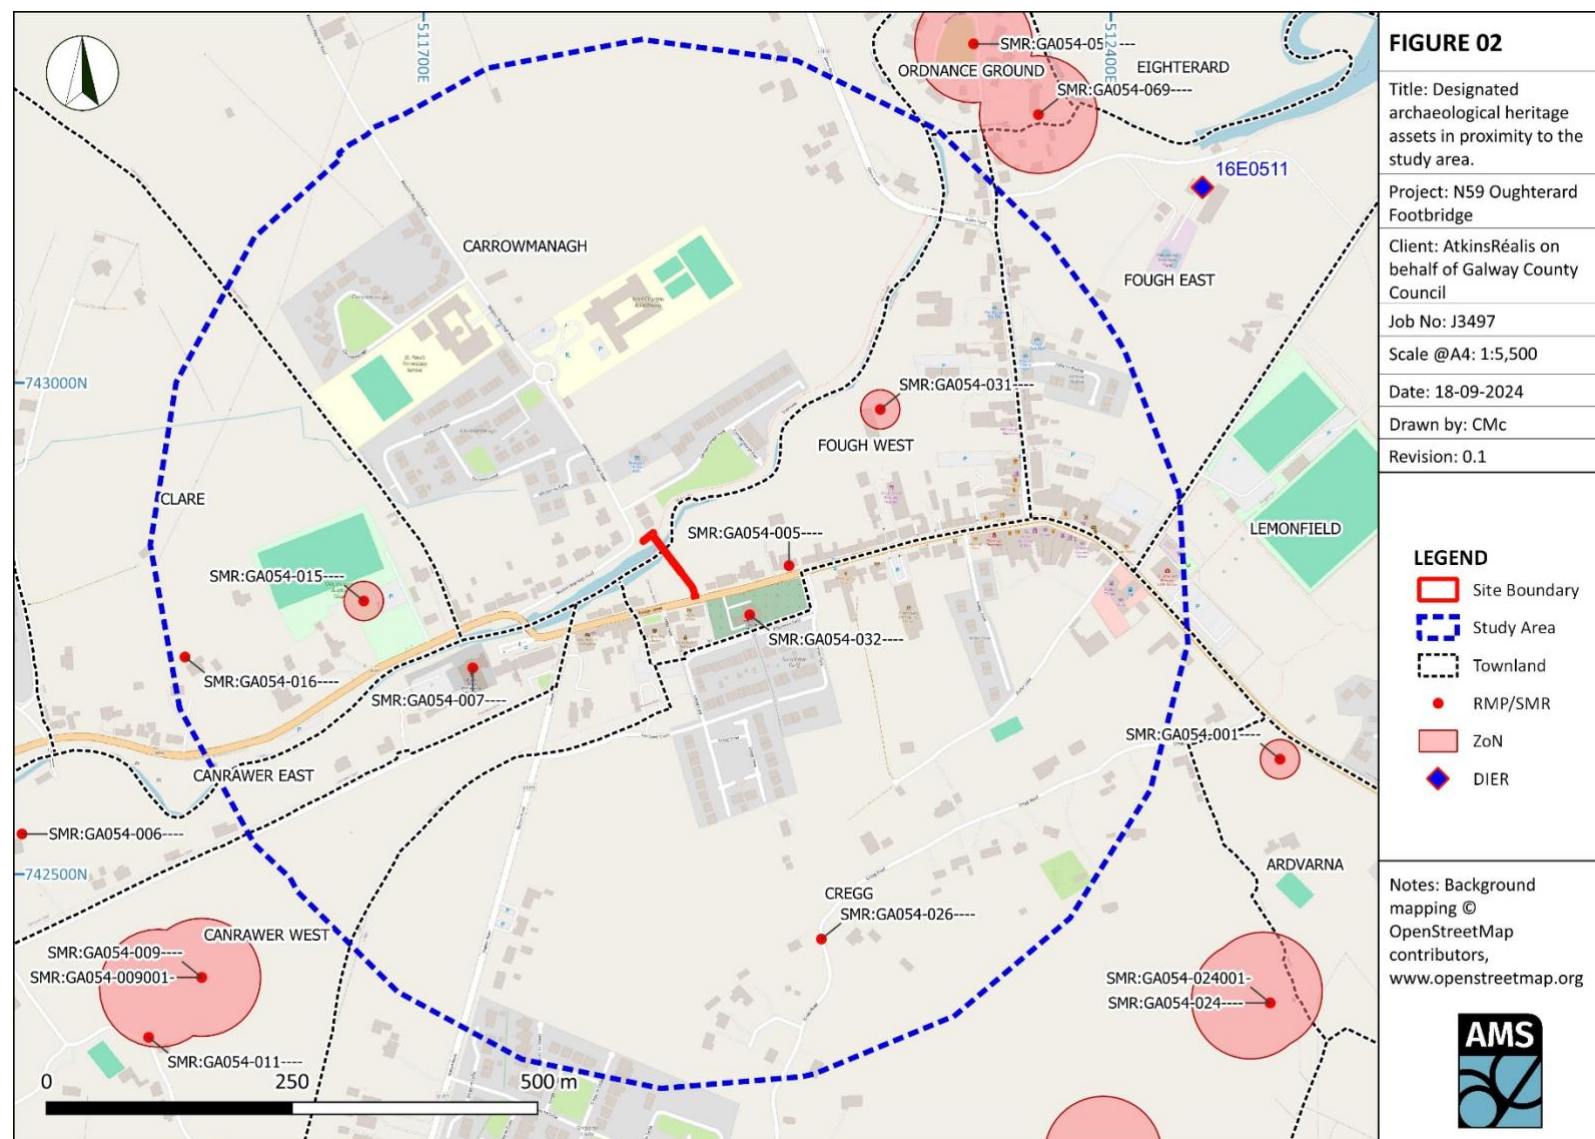 511700E
512400E
SMR:GA054-05 ----
ORDNANCE GROUND
EIGHTERARD
SMR:GA054-069----
16E0511
CARROWMANAGH
FOUGH EAST
743000N
SMR:GA054-031----
FOUGH WEST
CLARE
LEMONFIELD
SMR:GA054-005----
SMR:GA054-015----
SMR:GA054-032----
SMR:GA054-016----
SMR:GA054-007----
SMR:GA054-001----
CANRAWER EAST
SMR:GA054-006----
742500N
ARDVARNA
CREGG
SMR:GA054-026----
CANRAWER WEST
SMR:GA054-009----
SMR:GA054-009001-
SMR:GA054-024001-
SMR:GA054-024----
SMR:GA054-011----
0 250 500 m
FIGURE 02
Title: Designated
archaeological heritage
assets in proximity to the
study area.
Project: N59 Oughterard
Footbridge
Client: AtkinsRéalis on
behalf of Galway County
Council
Job No: J3497
Scale @A4: 1:5,500
Date: 18-09-2024
Drawn by: CMc
Revision: 0.1
LEGEND
Site Boundary
Study Area
Townland
RMP/SMR
ZoN
DIER
Notes: Background
mapping ©
OpenStreetMap
contributors,
www.openstreetmap.org
AMS